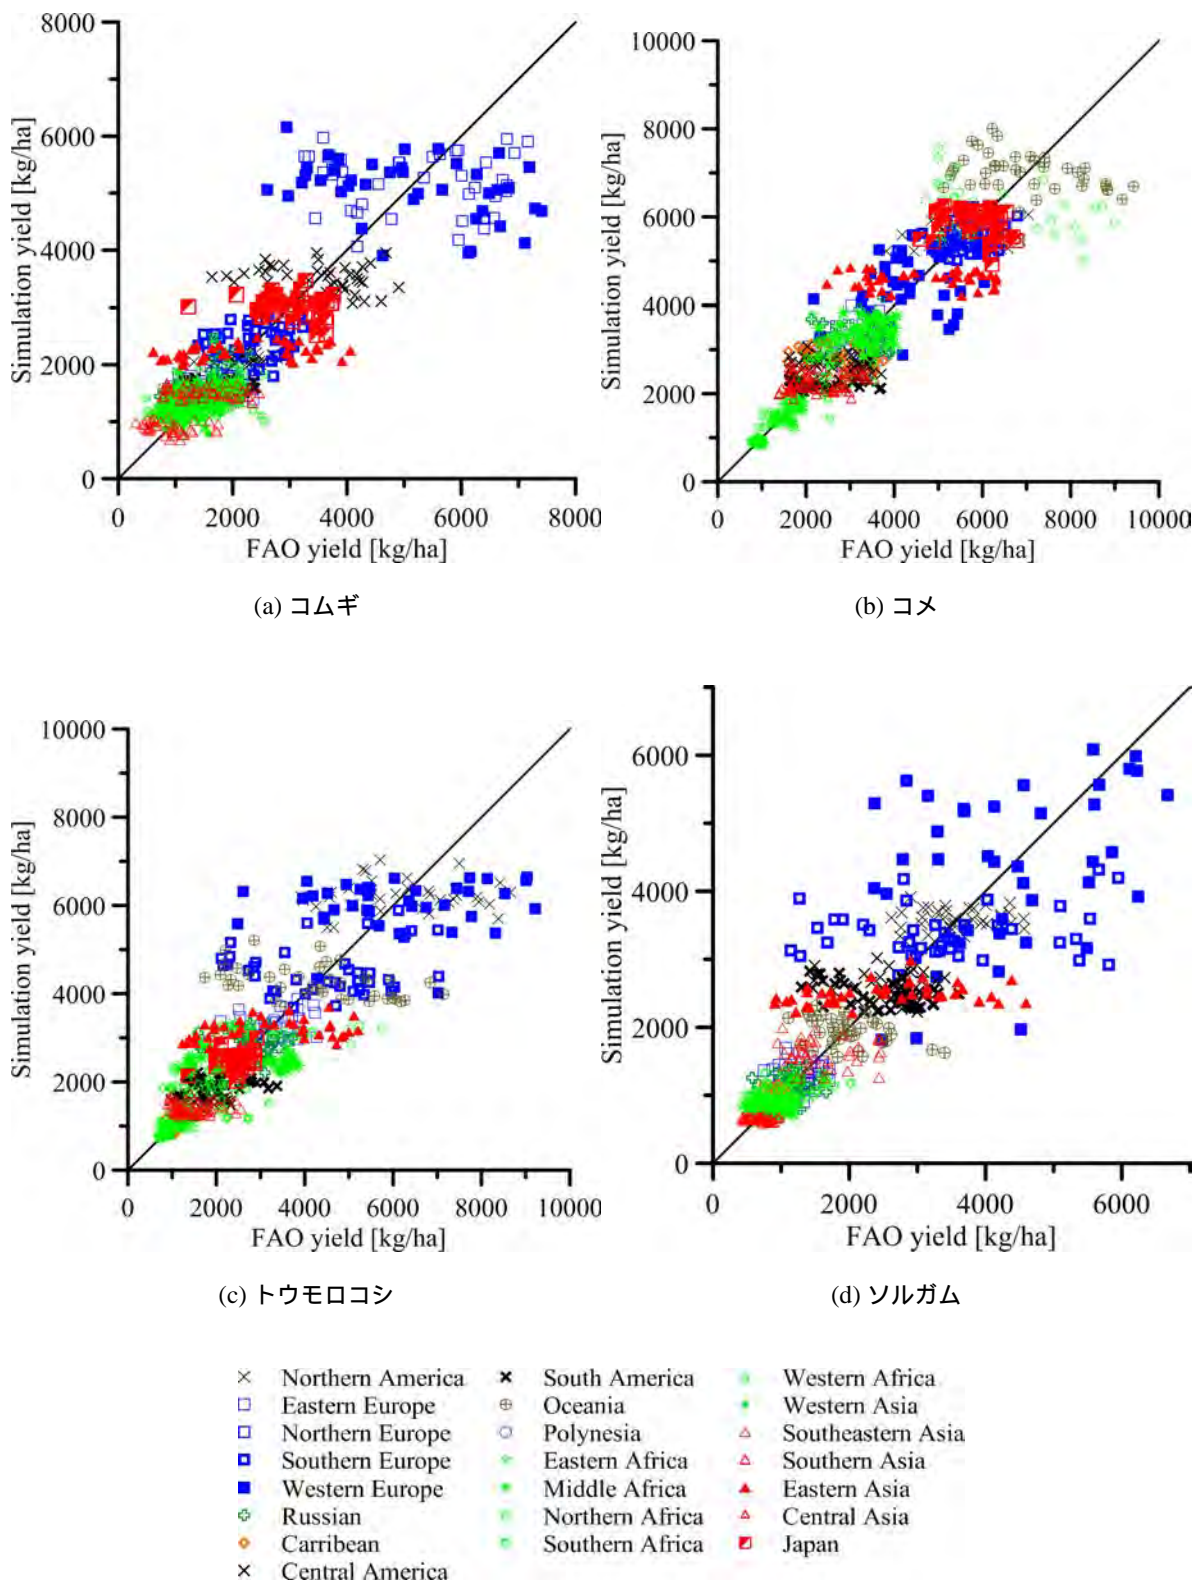 8000
6000
4000
2000
0
Simulation yield [kg/ha]
0 2000 4000 6000 8000
FAO yield [kg/ha]
(a) コムギ
10000
8000
6000
4000
2000
0
Simulation yield [kg/ha]
0 2000 4000 6000 8000 10000
FAO yield [kg/ha]
(b) コメ
10000
8000
6000
4000
2000
0
Simulation yield [kg/ha]
0 2000 4000 6000 8000 10000
FAO yield [kg/ha]
(c) トウモロコシ
6000
4000
2000
0
Simulation yield [kg/ha]
0 2000 4000 6000
FAO yield [kg/ha]
(d) ソルガム
Northern America
Eastern Europe
Northern Europe
Southern Europe
Western Europe
Russian
Carribean
Central America
South America
Oceania
Polynesia
Eastern Africa
Middle Africa
Northern Africa
Southern Africa
Western Africa
Western Asia
Southeastern Asia
Southern Asia
Eastern Asia
Central Asia
Japan